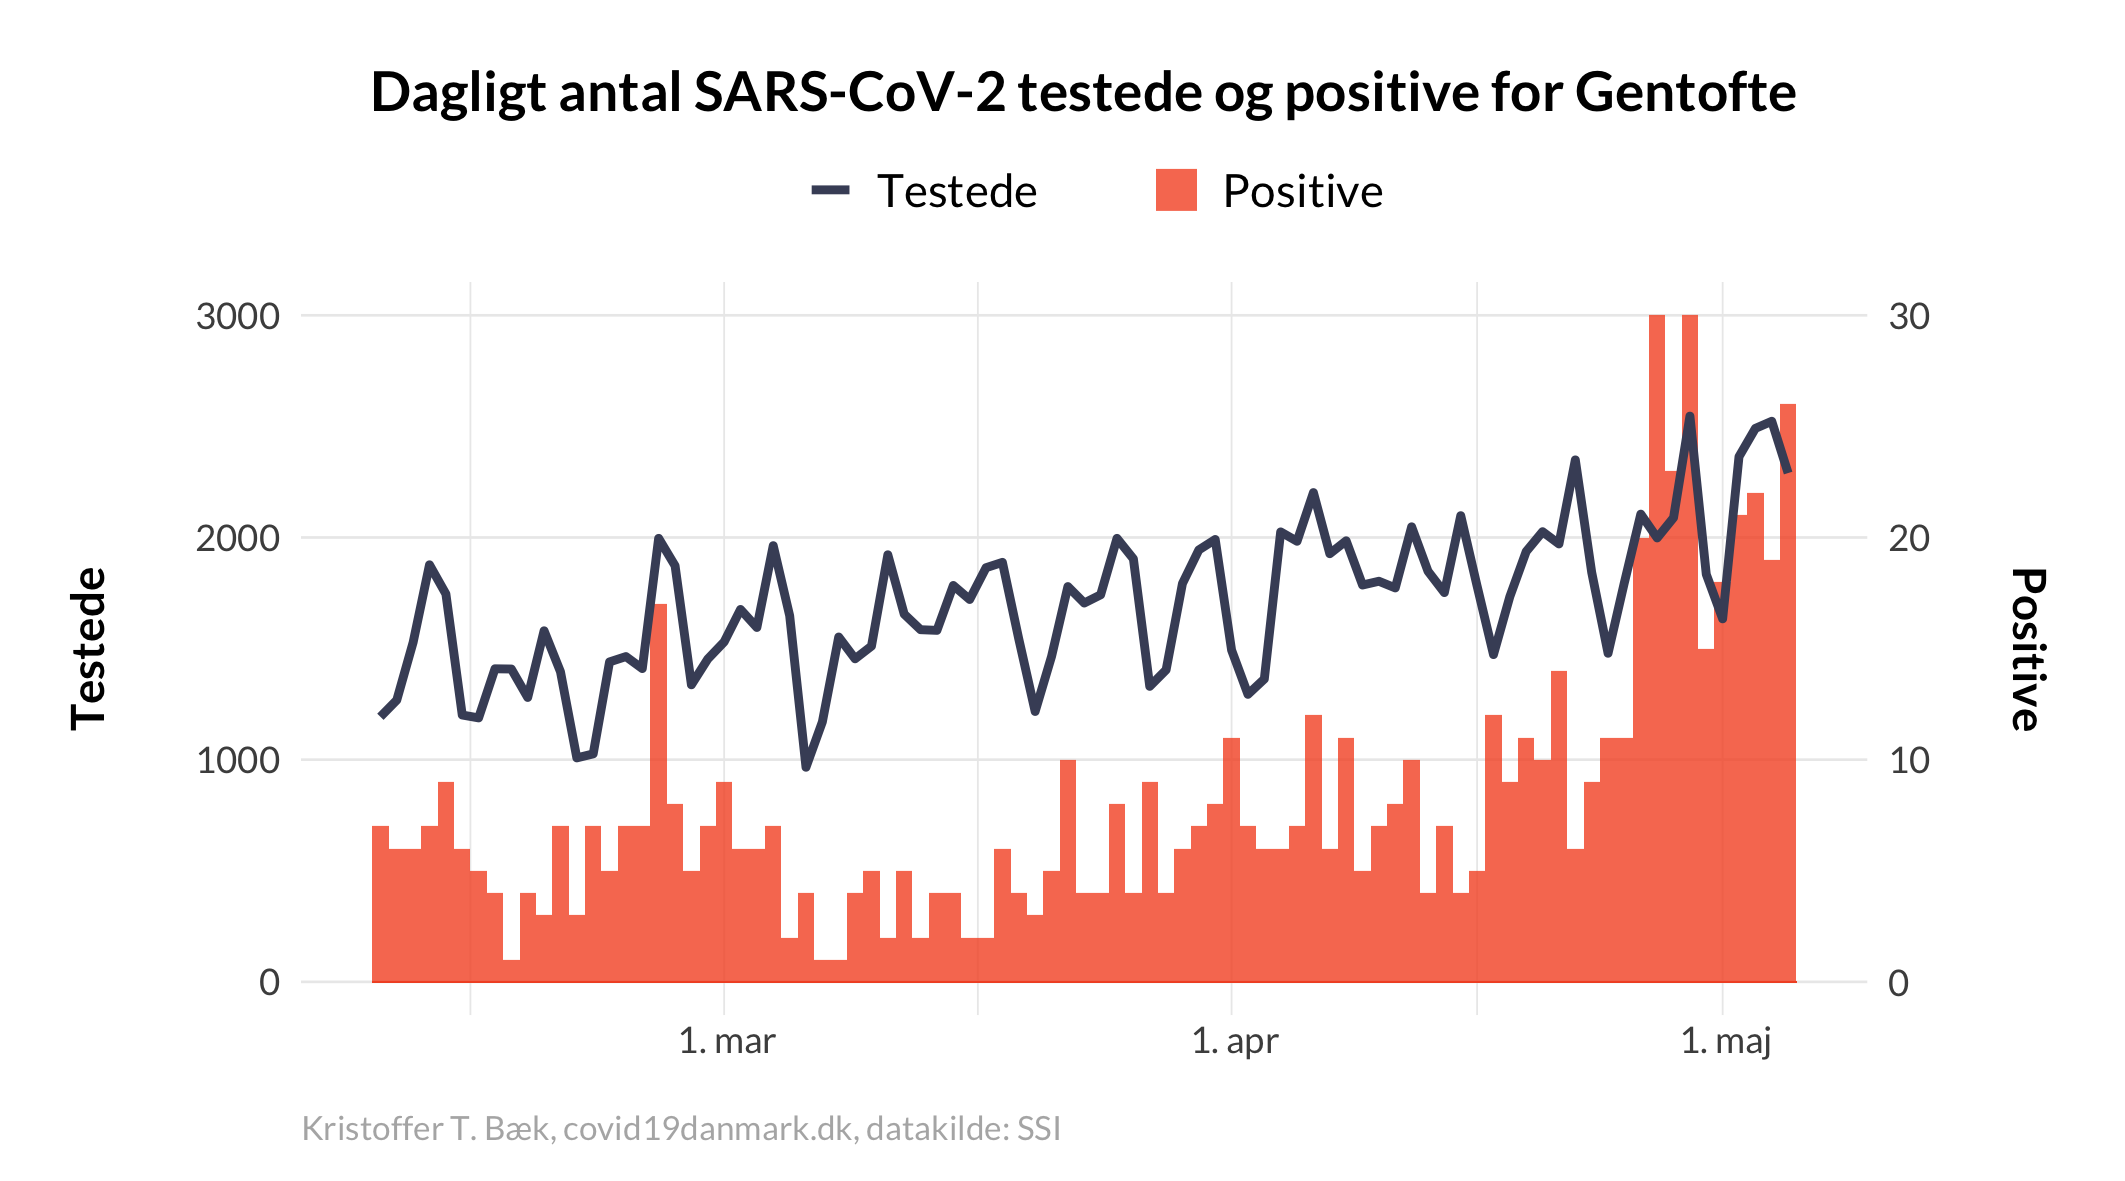 Dagligt antal SARS-CoV-2 testede og positive for Gentofte
Testede
Positive
3000
2000
1000
0
30
20
10
0
Testede
Positive
1. mar
1. apr
1. maj
Kristoffer T. Bæk, covid19danmark.dk, datakilde: SSI